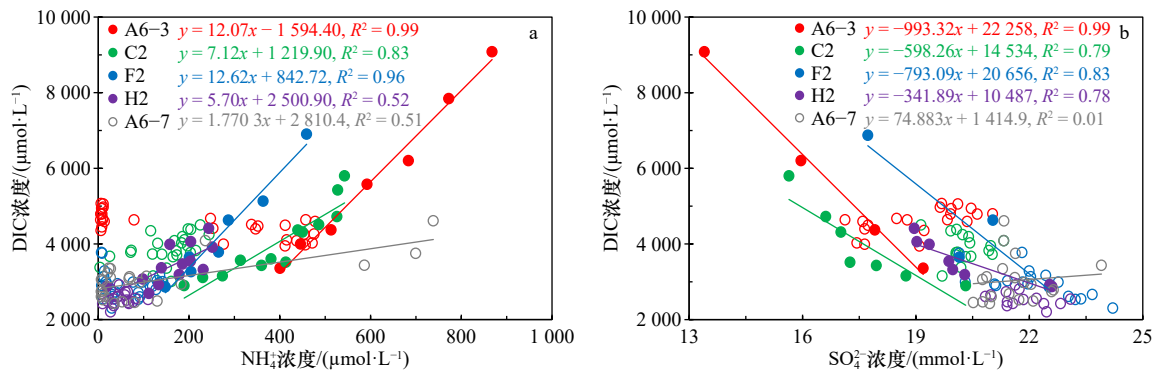 10 000
8 000
6 000
4 000
2 000
DIC浓度/(μmol·L⁻¹)
0
200
400
600
800
1 000
NH₄⁺浓度/(μmol·L⁻¹)
a
A6−3 y = 12.07x − 1 594.40, R² = 0.99
C2 y = 7.12x + 1 219.90, R² = 0.83
F2 y = 12.62x + 842.72, R² = 0.96
H2 y = 5.70x + 2 500.90, R² = 0.52
A6−7 y = 1.770 3x + 2 810.4, R² = 0.51
10 000
8 000
6 000
4 000
2 000
DIC浓度/(μmol·L⁻¹)
13
16
19
22
25
SO₄²⁻浓度/(mmol·L⁻¹)
b
A6−3 y = −993.32x + 22 258, R² = 0.99
C2 y = −598.26x + 14 534, R² = 0.79
F2 y = −793.09x + 20 656, R² = 0.83
H2 y = −341.89x + 10 487, R² = 0.78
A6−7 y = 74.883x + 1 414.9, R² = 0.01